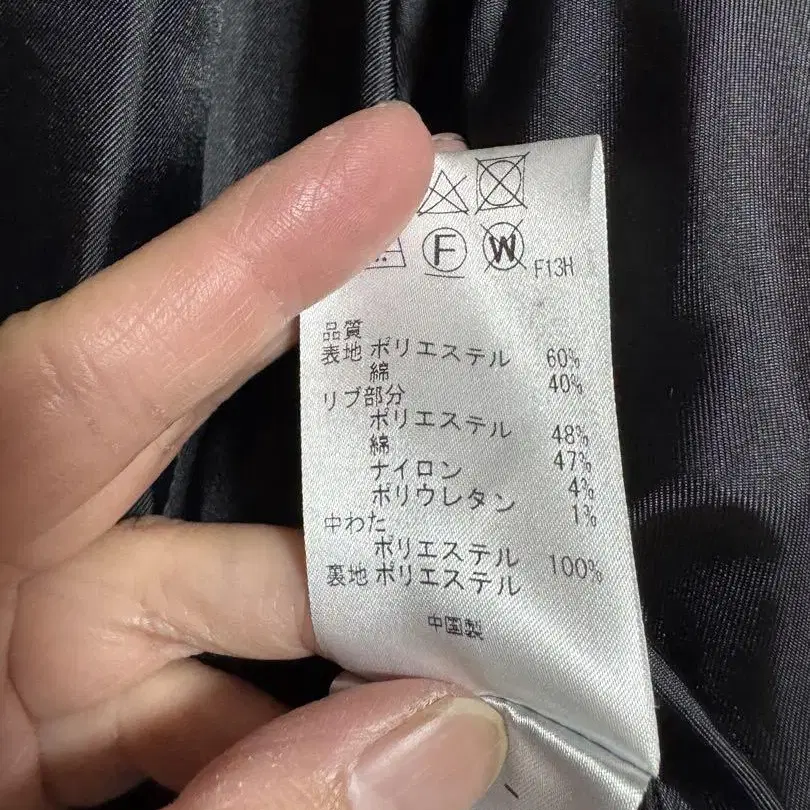 F
W
F13H
品質
表地 ポリエステル 60%
綿 40%
リブ部分
ポリエステル 48%
綿 47%
ナイロン 4%
ポリウレタン 1%
中わた
ポリエステル 100%
裏地 ポリエステル
中国製